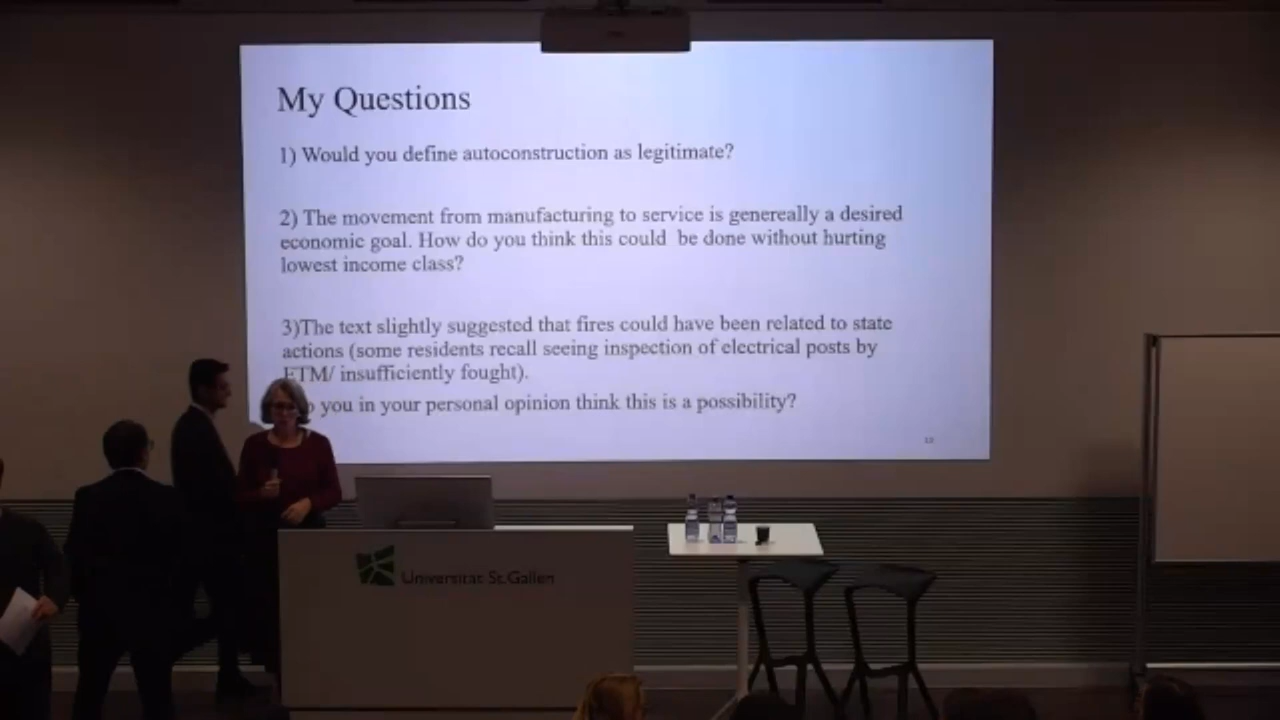 My Questions
1) Would you define autoconstruction as legitimate?
2) The movement from manufacturing to service is genereally a desired
economic goal. How do you think this could be done without hurting
lowest income class?
3)The text slightly suggested that fires could have been related to state
actions (some residents recall seeing inspection of electrical posts by
ETM/ insufficiently fought).
you in your personal opinion think this is a possibility?
Universität St.Gallen